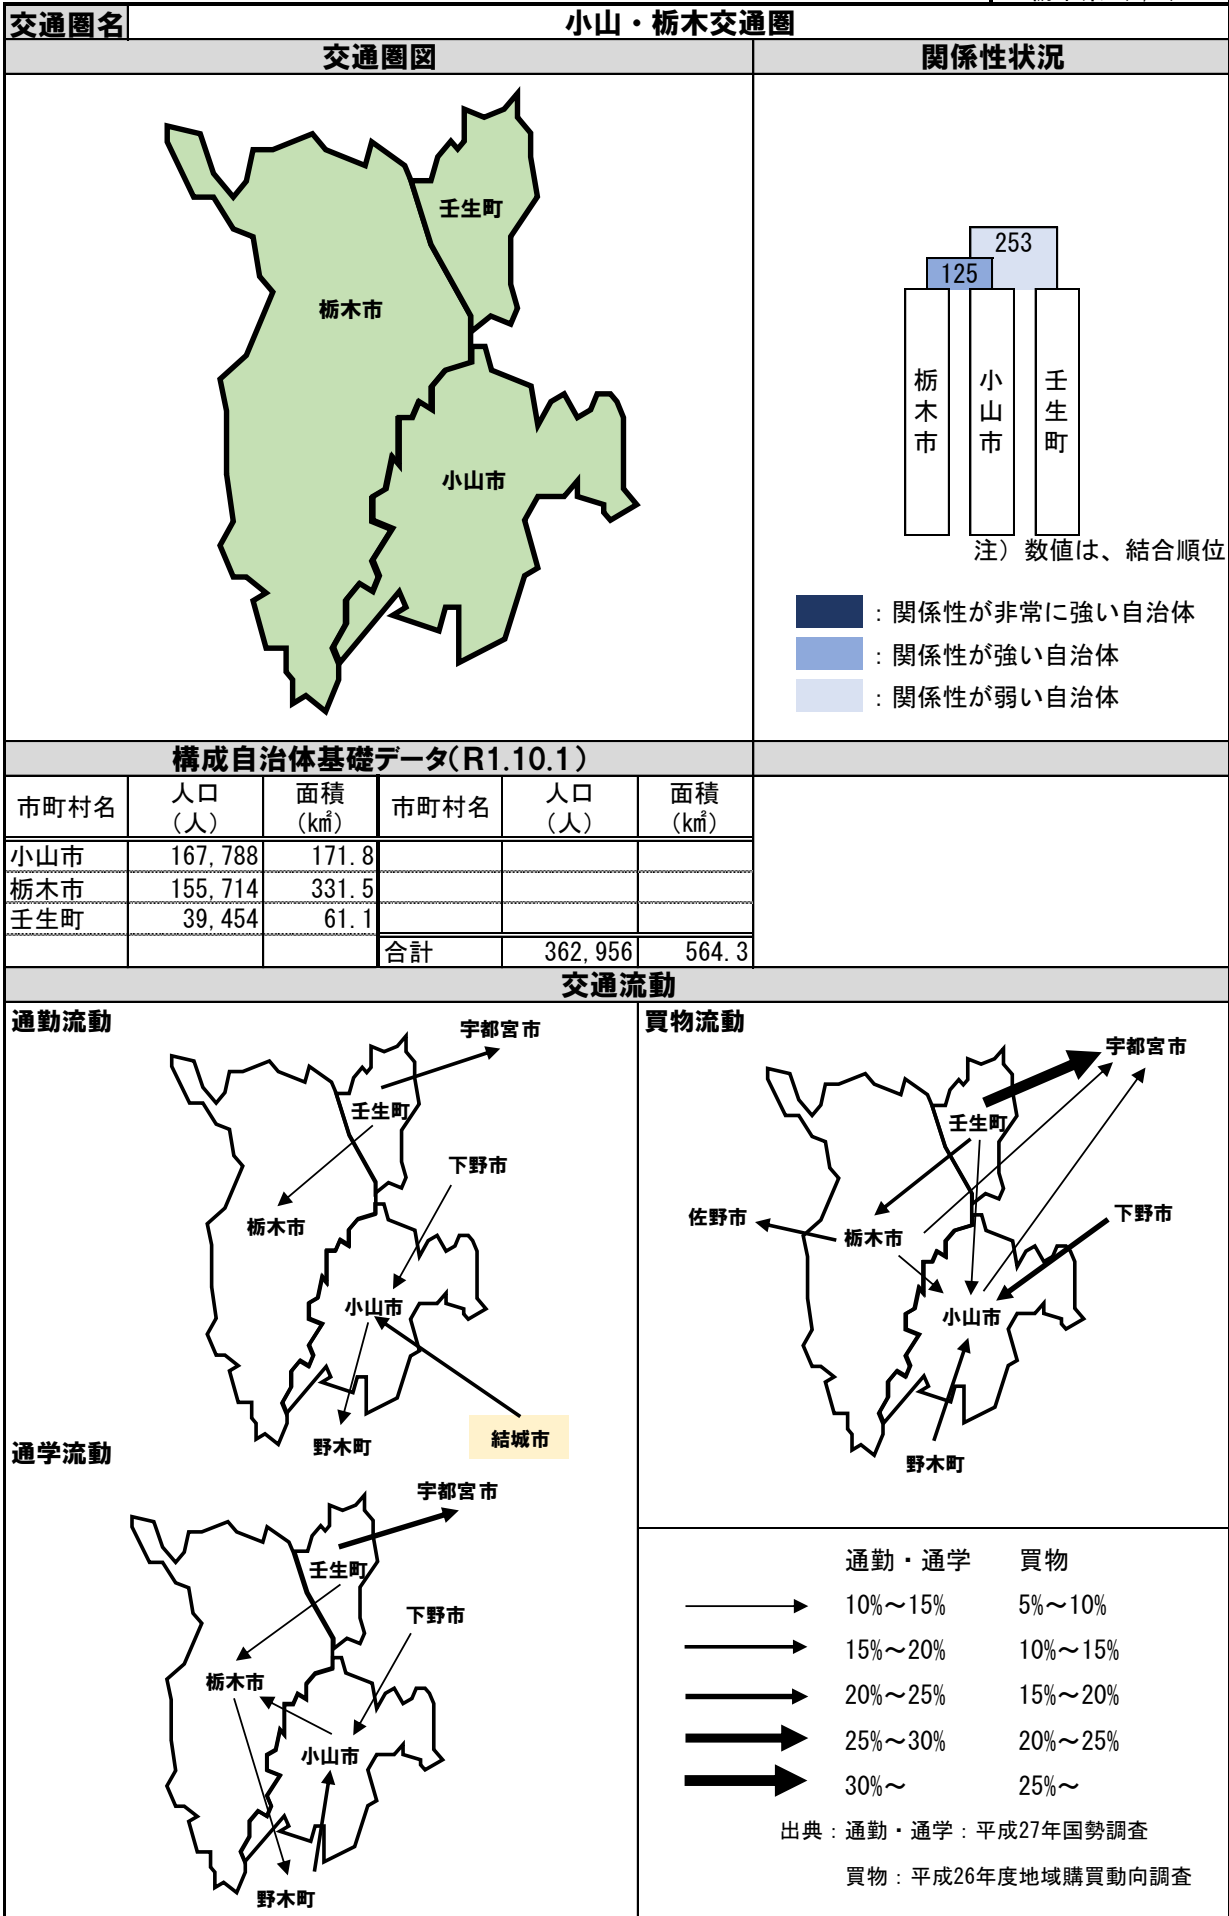 交通圏名
小山・栃木交通圏
交通圏図
関係性状況
壬生町
栃木市
小山市
253
125
栃木市
小山市
壬生町
注）数値は、結合順位
：関係性が非常に強い自治体
：関係性が強い自治体
：関係性が弱い自治体
構成自治体基礎データ(R1.10.1)
市町村名 人口（人） 面積（k㎡） 市町村名 人口（人） 面積（k㎡）
小山市 167,788 171.8
栃木市 155,714 331.5
壬生町 39,454 61.1
合計 362,956 564.3
交通流動
通勤流動
宇都宮市
壬生町
下野市
栃木市
小山市
野木町
結城市
買物流動
宇都宮市
壬生町
佐野市
栃木市
下野市
小山市
野木町
通学流動
宇都宮市
壬生町
下野市
栃木市
小山市
野木町
通勤・通学 買物
10%～15% 5%～10%
15%～20% 10%～15%
20%～25% 15%～20%
25%～30% 20%～25%
30%～ 25%～
出典：通勤・通学：平成27年国勢調査
買物：平成26年度地域購買動向調査